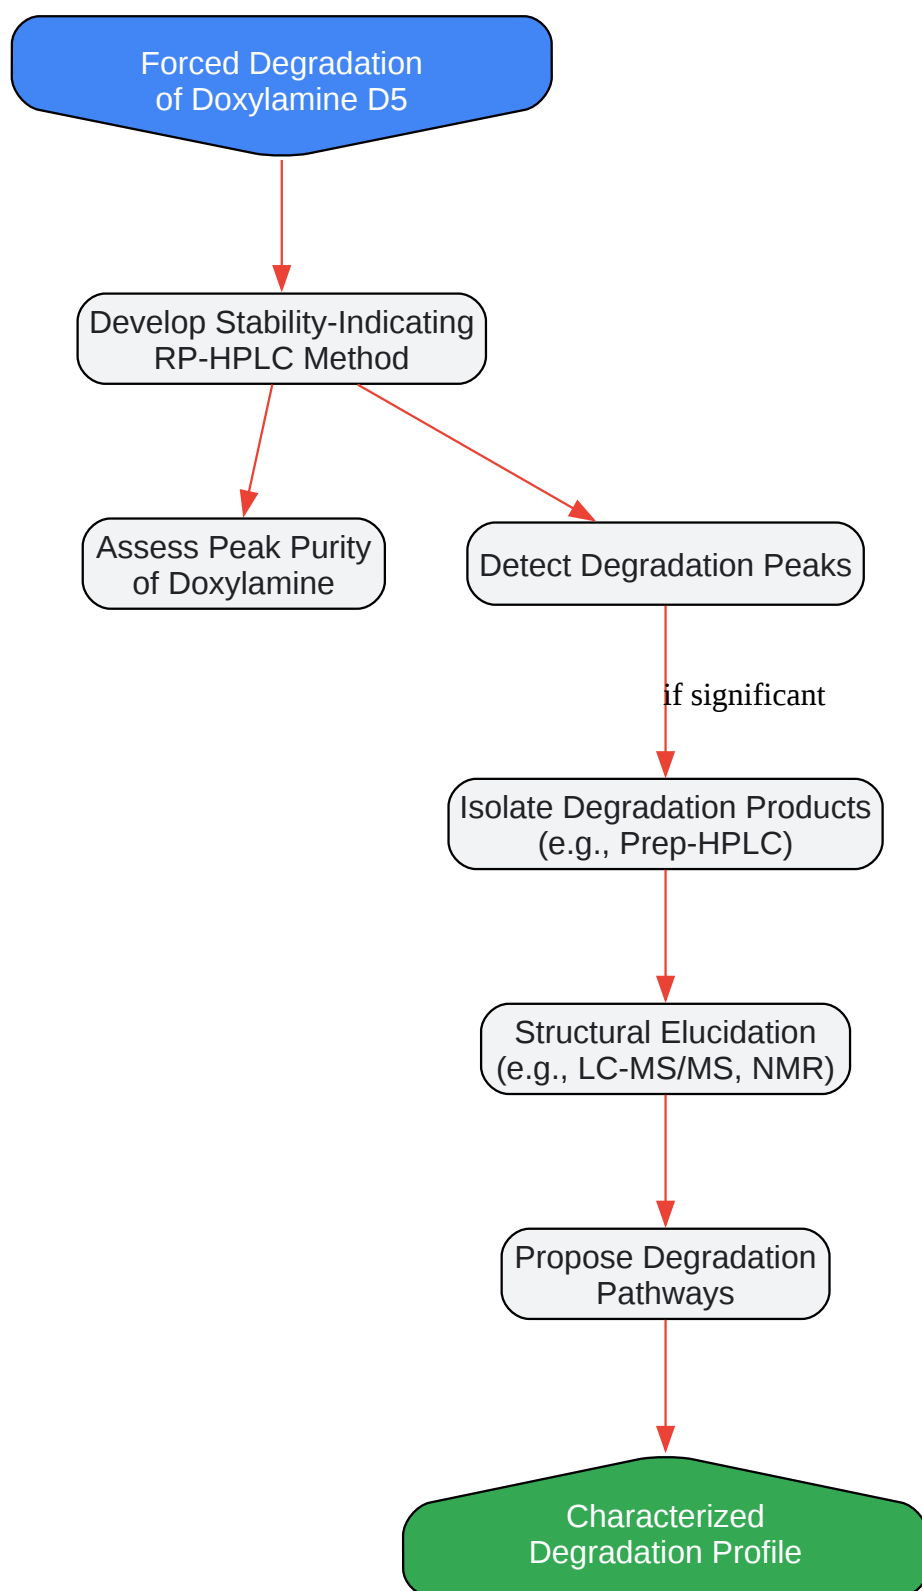 Forced Degradation
of Doxylamine D5
Develop Stability-Indicating
RP-HPLC Method
Assess Peak Purity
of Doxylamine
Detect Degradation Peaks
if significant
Isolate Degradation Products
(e.g., Prep-HPLC)
Structural Elucidation
(e.g., LC-MS/MS, NMR)
Propose Degradation
Pathways
Characterized
Degradation Profile